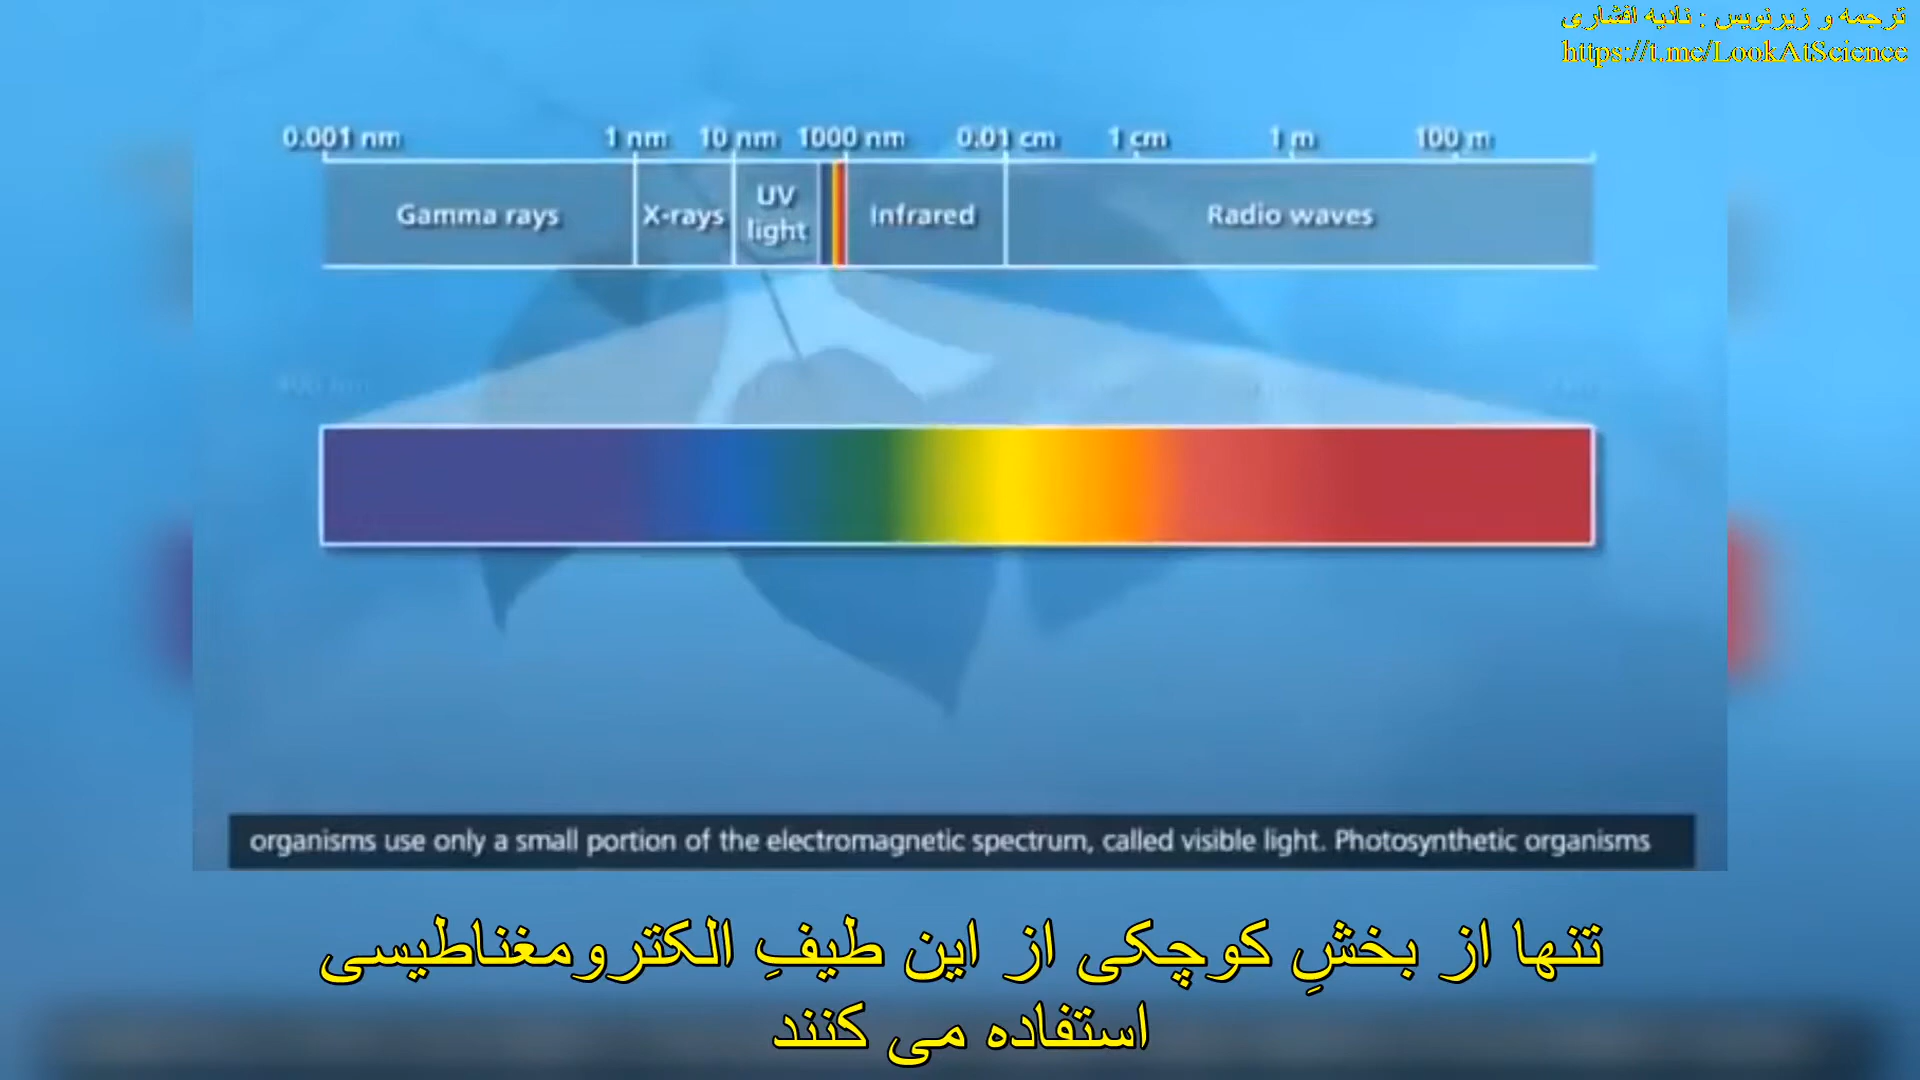 ترجمه و زیرنویس : نادیه افشاری
https://t.me/LookAtScience
0.001 nm 1 nm 10 nm 1000 nm 0.01 cm 1 cm 1 m 100 m
Gamma rays X-rays UV light Infrared Radio waves
organisms use only a small portion of the electromagnetic spectrum, called visible light. Photosynthetic organisms
تنها از بخشِ کوچکی از این طیفِ الکترومغناطیسی
استفاده می کنند